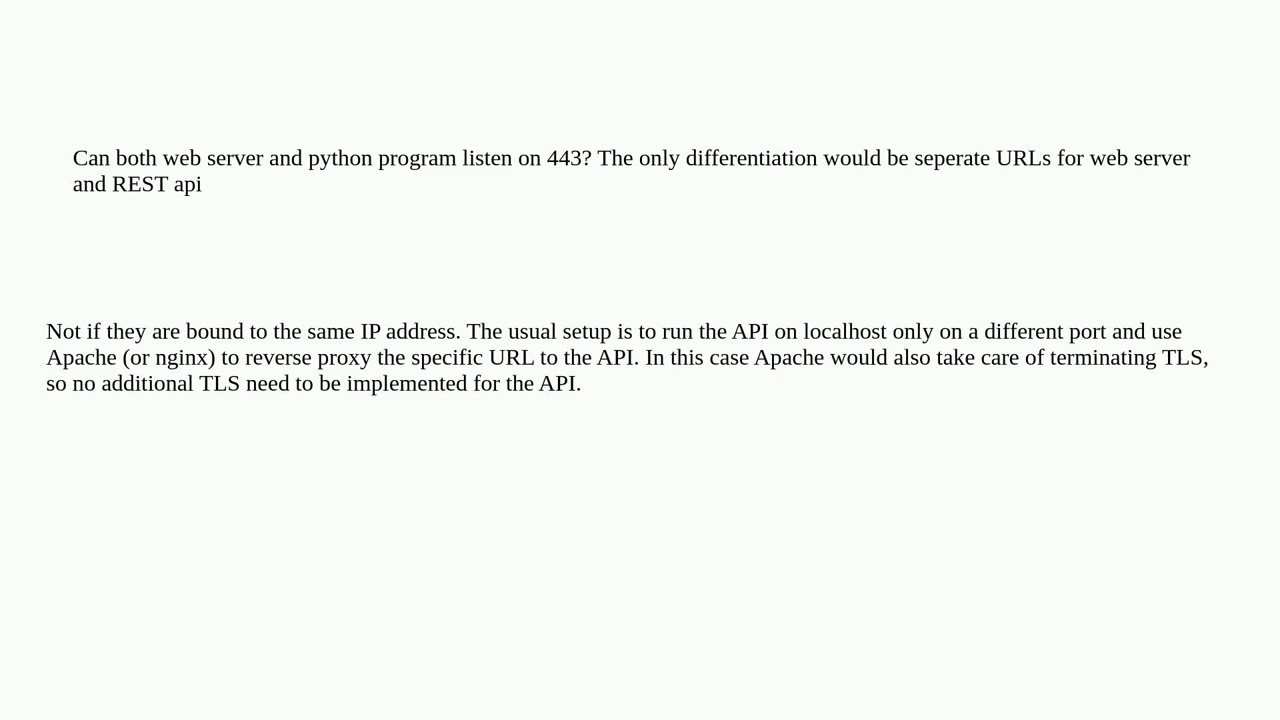 Can both web server and python program listen on 443? The only differentiation would be seperate URLs for web server
and REST api
Not if they are bound to the same IP address. The usual setup is to run the API on localhost only on a different port and use
Apache (or nginx) to reverse proxy the specific URL to the API. In this case Apache would also take care of terminating TLS,
so no additional TLS need to be implemented for the API.